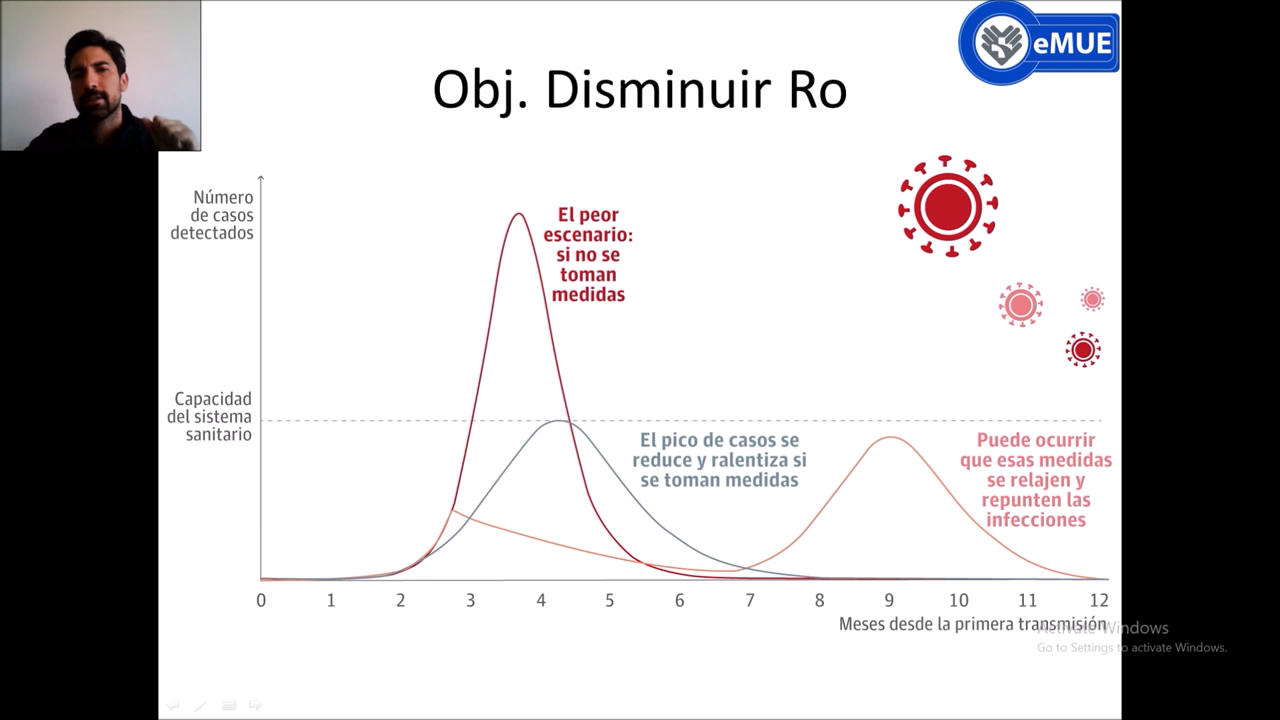 eMUE
Obj. Disminuir Ro
Número
de casos
detectados
El peor
escenario:
si no se
toman
medidas
Capacidad
del sistema
sanitario
El pico de casos se
reduce y ralentiza si
se toman medidas
Puede ocurrir
que esas medidas
se relajen y
repunten las
infecciones
0 1 2 3 4 5 6 7 8 9 10 11 12
Meses desde la primera transmisión
Activate Windows
Go to Settings to activate Windows.